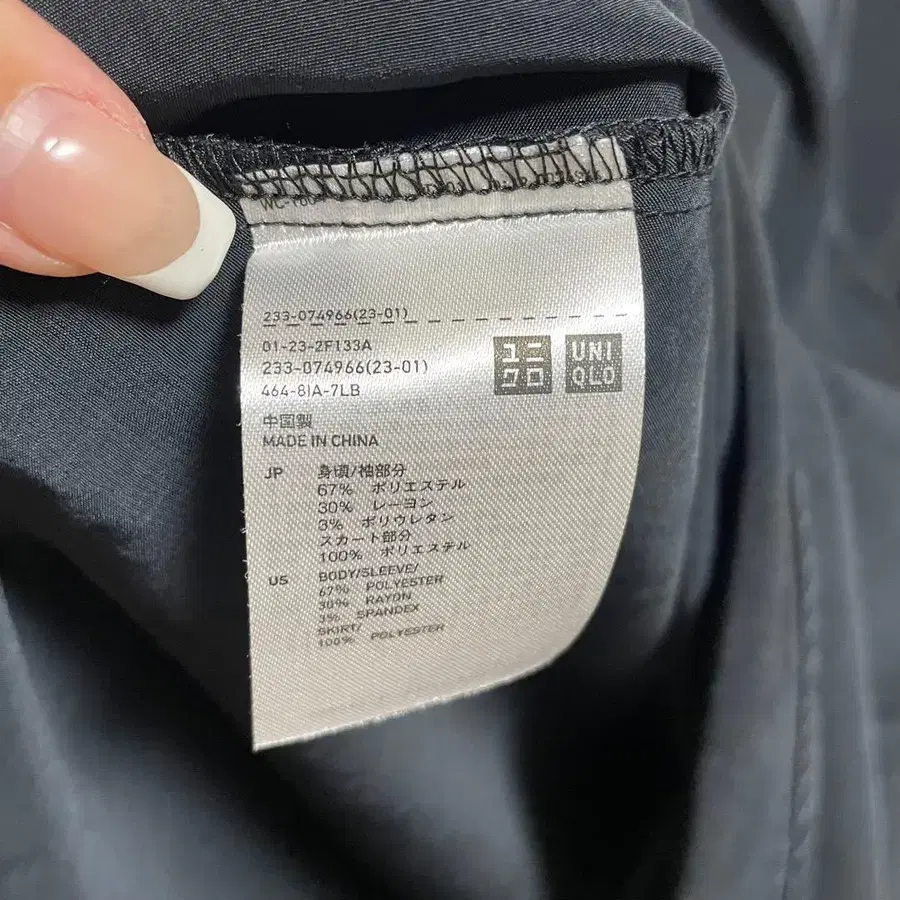 233-074966(23-01)
01-23-2F133A
233-074966(23-01)
464-8IA-7LB
ユニクロ
UNIQLO
中国製
MADE IN CHINA
JP 身頃/袖部分
67% ポリエステル
30% レーヨン
3% ポリウレタン
スカート部分
100% ポリエステル
US BODY/SLEEVE/
67% POLYESTER
30% RAYON
3% SPANDEX
SKIRT/
100% POLYESTER